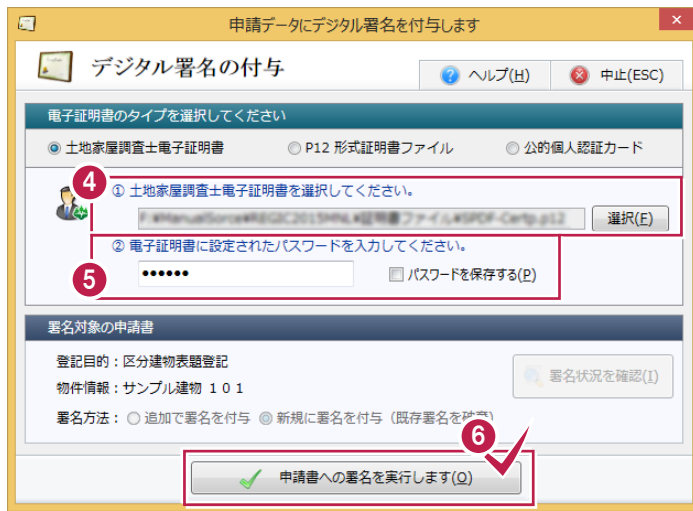 申請データにデジタル署名を付与します
デジタル署名の付与
ヘルプ(H)
中止(ESC)
電子証明書のタイプを選択してください
土地家屋調査士電子証明書
P12 形式証明書ファイル
公的個人認証カード
4
① 土地家屋調査士電子証明書を選択してください。
選択(F)
② 電子証明書に設定されたパスワードを入力してください。
5
●●●●●●
パスワードを保存する(P)
署名対象の申請書
登記目的：区分建物表題登記
物件情報：サンプル建物 １０１
署名状況を確認(I)
署名方法： 追加で署名を付与 新規に署名を付与（既存署名を破棄）
6
申請書への署名を実行します(O)